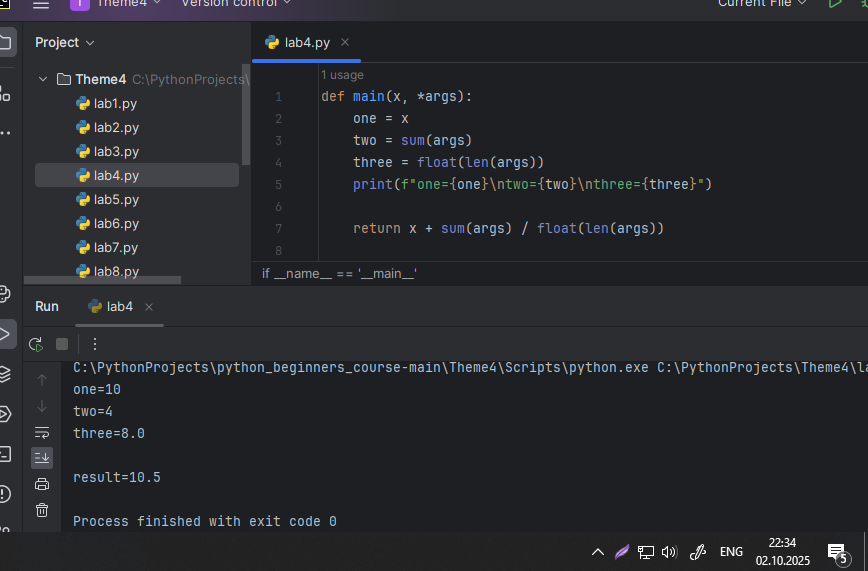 T Theme4 Version control Current File
Project
lab4.py
Theme4 C:\PythonProjects\
lab1.py
lab2.py
lab3.py
lab4.py
lab5.py
lab6.py
lab7.py
lab8.py
1 usage
1 def main(x, *args):
2 one = x
3 two = sum(args)
4 three = float(len(args))
5 print(f"one={one}\ntwo={two}\nthree={three}")
6
7 return x + sum(args) / float(len(args))
8
if __name__ == '__main__'
Run lab4
C:\PythonProjects\python_beginners_course-main\Theme4\Scripts\python.exe C:\PythonProjects\Theme4\la
one=10
two=4
three=8.0
result=10.5
Process finished with exit code 0
ENG
22:34
02.10.2025
5